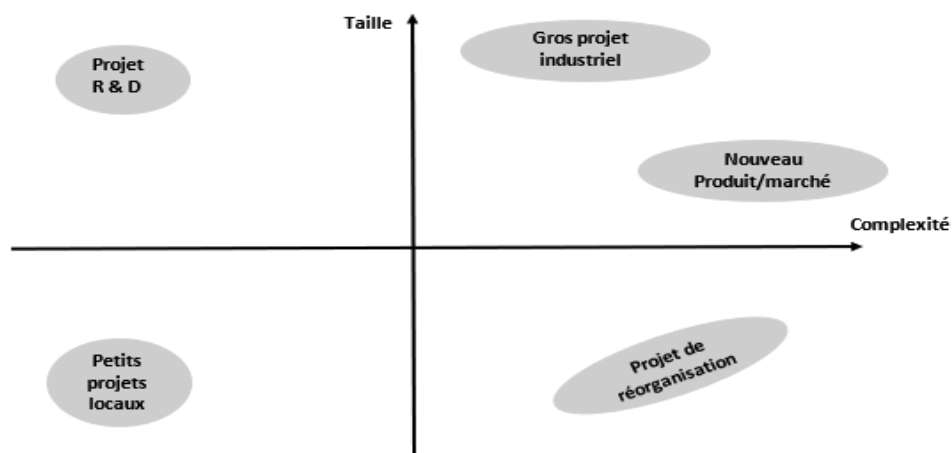 Taille
Gros projet
industriel
Projet
R & D
Nouveau
Produit/marché
Complexité
Petits
projets
locaux
Projet de
réorganisation